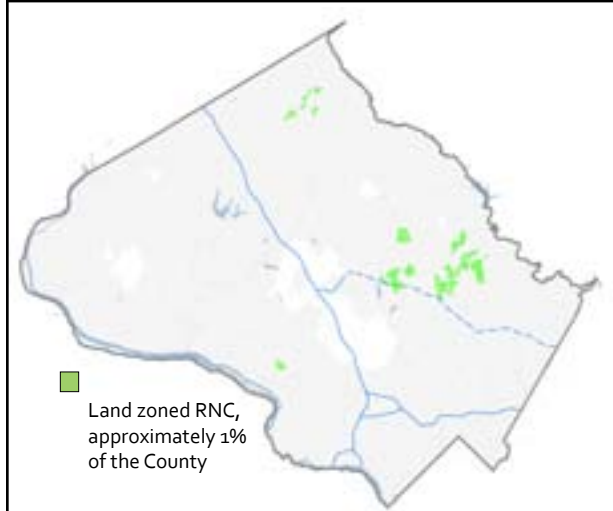 Land zoned RNC,
approximately 1%
of the County